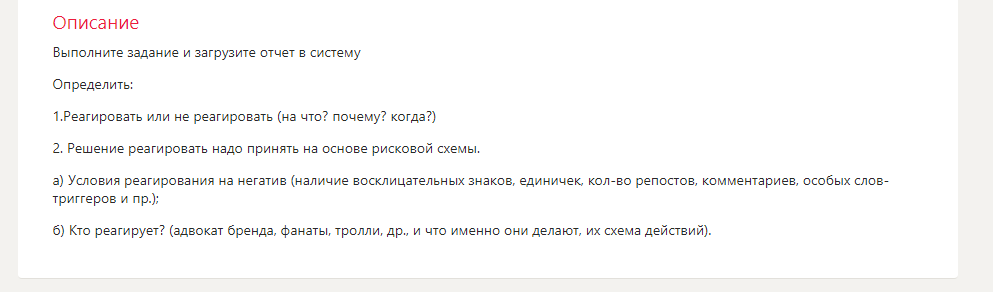 Описание
Выполните задание и загрузите отчет в систему
Определить:
1.Реагировать или не реагировать (на что? почему? когда?)
2. Решение реагировать надо принять на основе рисковой схемы.
а) Условия реагирования на негатив (наличие восклицательных знаков, единичек, кол-во репостов, комментариев, особых слов-
триггеров и пр.);
б) Кто реагирует? (адвокат бренда, фанаты, тролли, др., и что именно они делают, их схема действий).